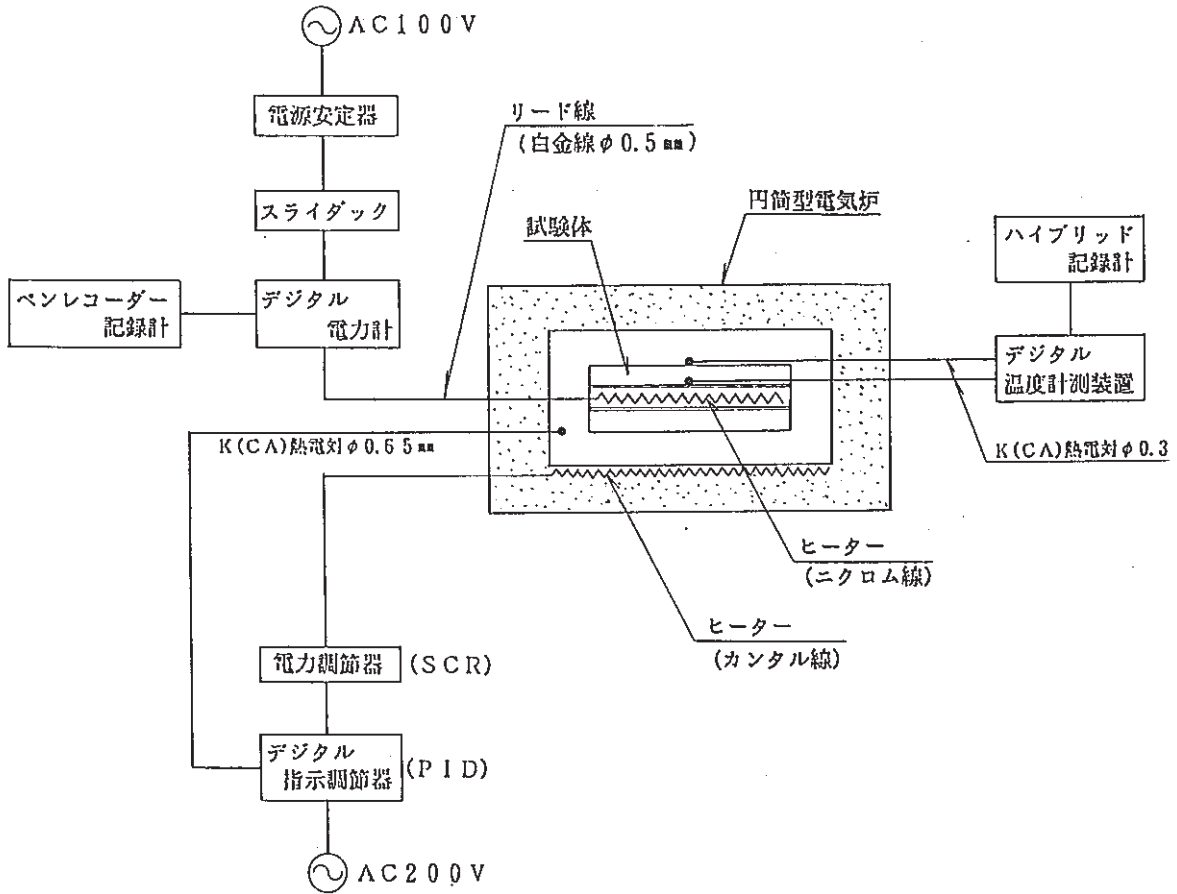 AC100V
電源安定器
リード線
(白金線φ0.5㎜)
スライダック
円筒型電気炉
試験体
ハイブリッド
記録計
ペンレコーダー
記録計
デジタル
電力計
デジタル
温度計測装置
K(CA)熱電対φ0.65㎜
K(CA)熱電対φ0.3
ヒーター
(ニクロム線)
ヒーター
(カンタル線)
電力調節器 (SCR)
デジタル
指示調節器 (PID)
AC200V